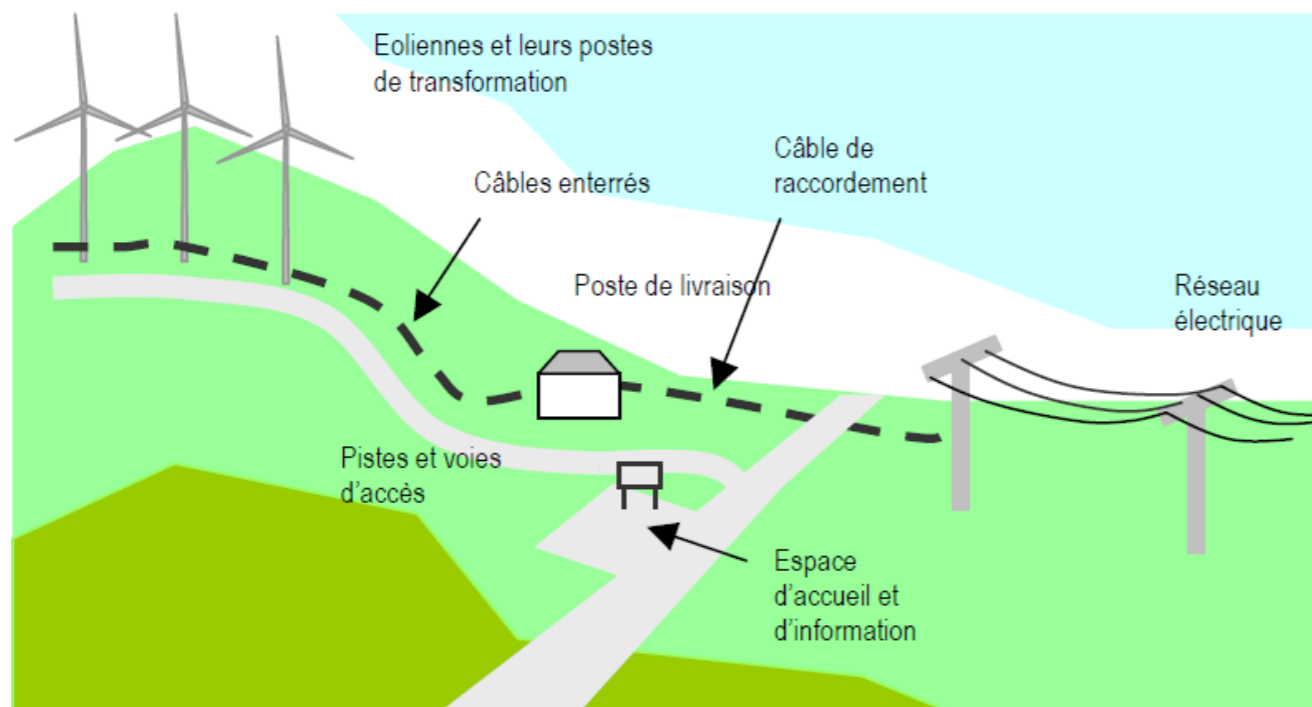 Eoliennes et leurs postes
de transformation
Câble de
raccordement
Câbles enterrés
Poste de livraison
Réseau
électrique
Pistes et voies
d'accès
Espace
d'accueil et
d'information